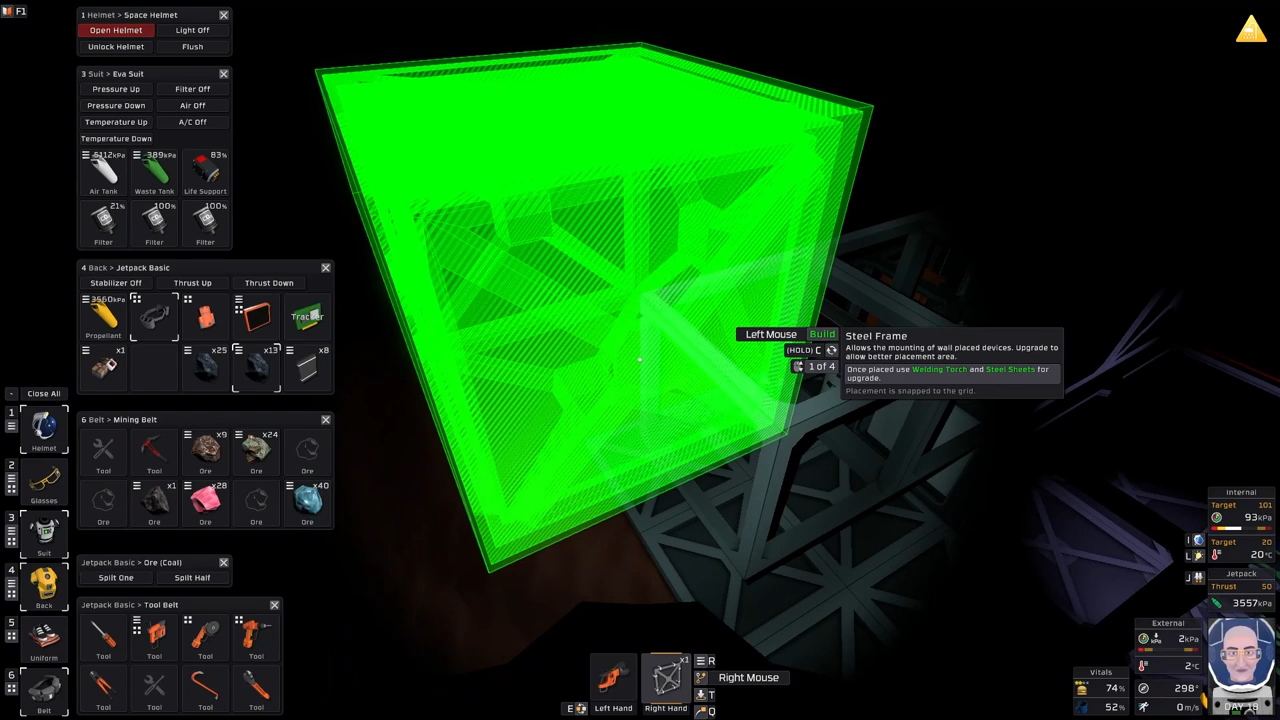 F1
1 Helmet > Space Helmet
Open Helmet
Light Off
Unlock Helmet
Flush
3 Suit > Eva Suit
Pressure Up
Filter Off
Pressure Down
Air Off
Temperature Up
A/C Off
Temperature Down
5112kPa
389kPa
83%
Air Tank
Waste Tank
Life Support
21%
100%
100%
Filter
Filter
Filter
4 Back > Jetpack Basic
Stabilizer Off
Thrust Up
Thrust Down
3560kPa
Propellant
Tracker
x1
x25
x13
x8
6 Belt > Mining Belt
x9
x24
Tool
Tool
Ore
Ore
Ore
x1
x28
x40
Ore
Ore
Ore
Ore
Ore
Jetpack Basic > Ore (Coal)
Split One
Split Half
Jetpack Basic > Tool Belt
Tool
Tool
Tool
Tool
Tool
Tool
Tool
Tool
- Close All
1
Helmet
2
Glasses
3
Suit
4
Back
5
Uniform
6
Belt
Left Mouse Build
(HOLD) C
1 of 4
Steel Frame
Allows the mounting of wall placed devices. Upgrade to
allow better placement area.
Once placed use Welding Torch and Steel Sheets for
upgrade.
Placement is snapped to the grid.
E
Left Hand
x1
Right Hand
R
Right Mouse
T
Q
Internal
Target 101
93kPa
Target 20
20°C
I
L
Jetpack
Thrust 50
J
3557kPa
External
kPa
2kPa
2°C
298°
0m/s
Vitals
74%
52%
DAY 19